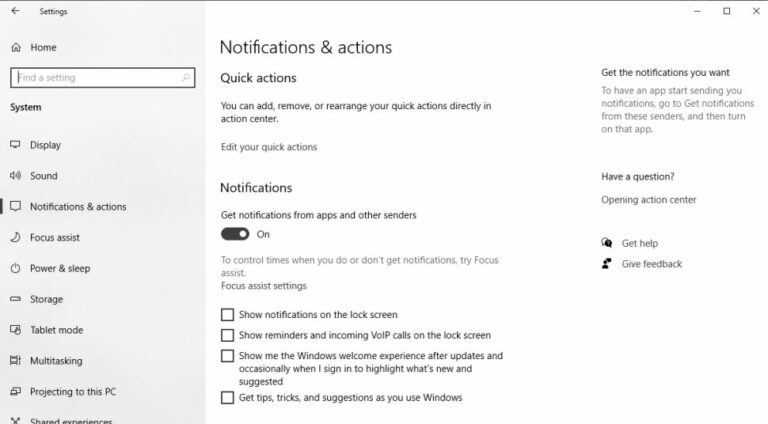 Settings
Home
Find a setting
System
Display
Sound
Notifications & actions
Focus assist
Power & sleep
Storage
Tablet mode
Multitasking
Projecting to this PC
Shared experiences
Notifications & actions
Quick actions
You can add, remove, or rearrange your quick actions directly in
action center.
Edit your quick actions
Notifications
Get notifications from apps and other senders
On
To control times when you do or don't get notifications, try Focus
assist.
Focus assist settings
Show notifications on the lock screen
Show reminders and incoming VoIP calls on the lock screen
Show me the Windows welcome experience after updates and
occasionally when I sign in to highlight what's new and
suggested
Get tips, tricks, and suggestions as you use Windows
Get the notifications you want
To have an app start sending you
notifications, go to Get notifications
from these senders, and then turn
on that app.
Have a question?
Opening action center
Get help
Give feedback